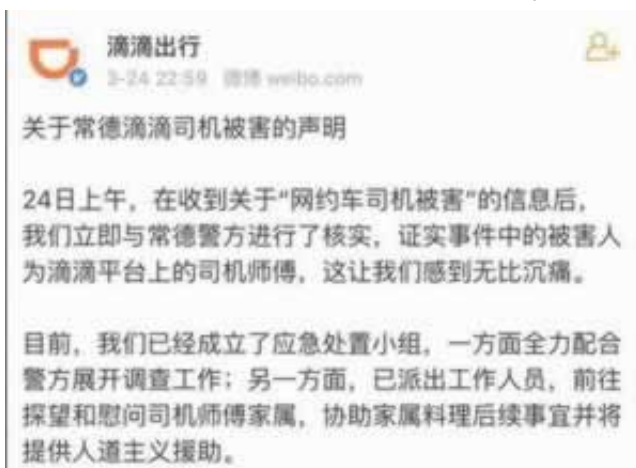 滴滴出行
3-24 22:59 微博 weibo.com
关于常德滴滴司机被害的声明
24日上午，在收到关于“网约车司机被害”的信息后，
我们立即与常德警方进行了核实，证实事件中的被害人
为滴滴平台上的司机师傅，这让我们感到无比沉痛。
目前，我们已经成立了应急处置小组，一方面全力配合
警方展开调查工作；另一方面，已派出工作人员，前往
探望和慰问司机师傅家属，协助家属料理后续事宜并将
提供人道主义援助。